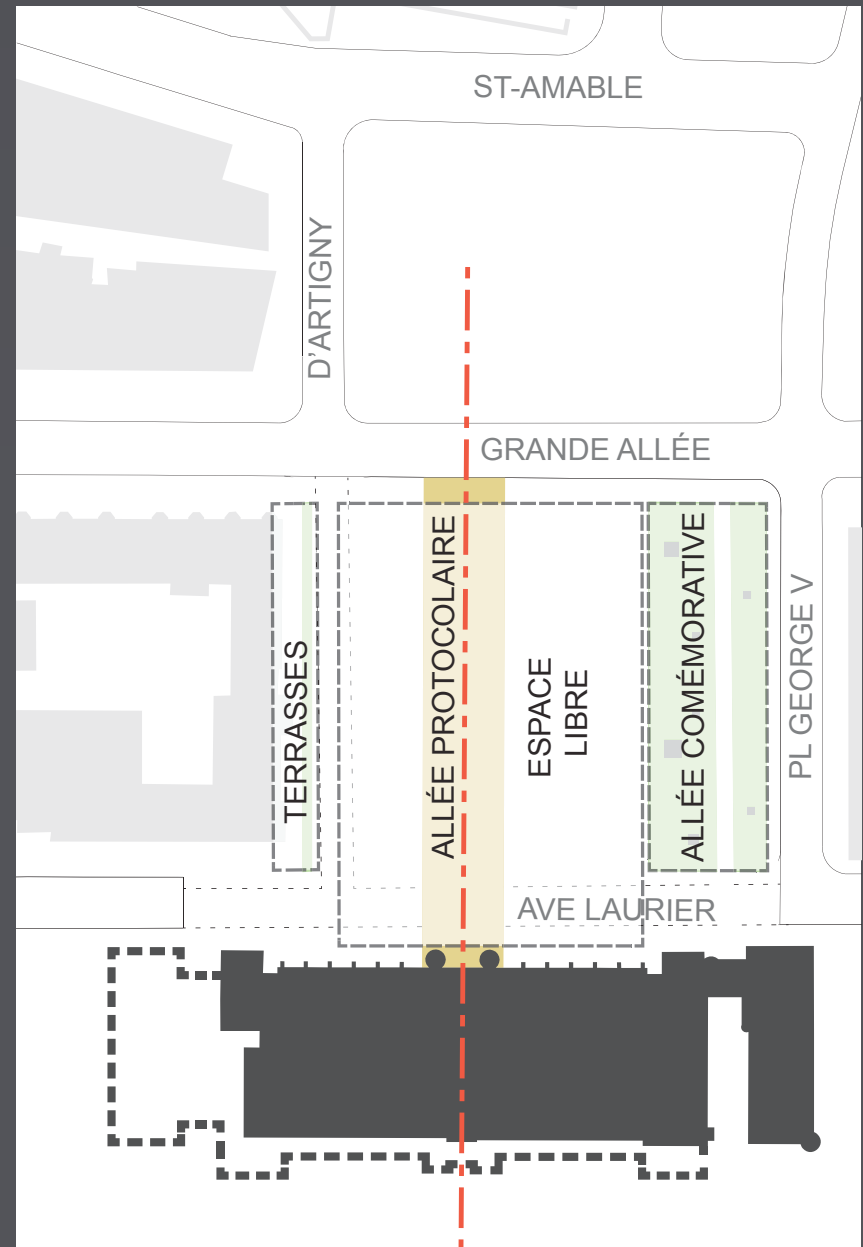 ST-AMABLE
D'ARTIGNY
GRANDE ALLÉE
TERRASSES
ALLÉE PROTOCOLAIRE
ESPACE
LIBRE
ALLÉE COMÉMORATIVE
PL GEORGE V
AVE LAURIER